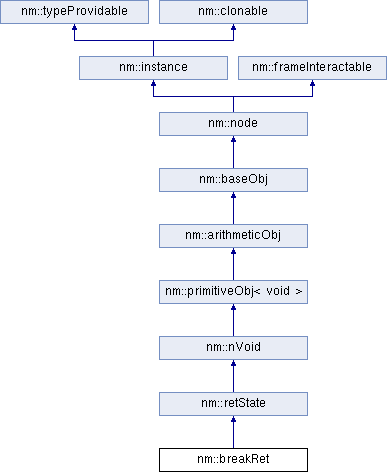 nm::typeProvidable
nm::clonable
nm::instance
nm::frameInteractable
nm::node
nm::baseObj
nm::arithmeticObj
nm::primitiveObj< void >
nm::nVoid
nm::retState
nm::breakRet